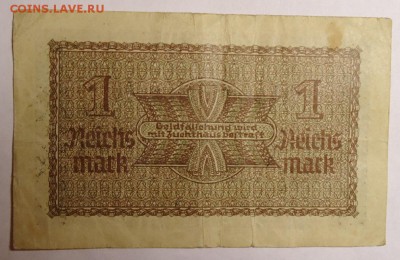 COINS.LAVE.RU
1
Reichs
mark
Geldfälschung wird
mit Zuchthaus bestraft
1
Reichs
mark